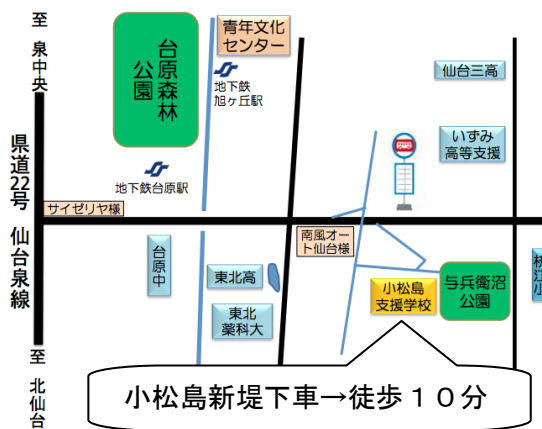 至
泉中央
県道22号
仙台泉線
至
北仙台
台原森林
公園
青年文化
センター
地下鉄
旭ヶ丘駅
地下鉄台原駅
サイゼリヤ様
台原中
東北高
東北
薬科大
南風オー
ト仙台様
仙台三高
いずみ
高等支援
小松島
支援学校
与兵衛沼
公園
小松島新堤下車→徒歩１０分